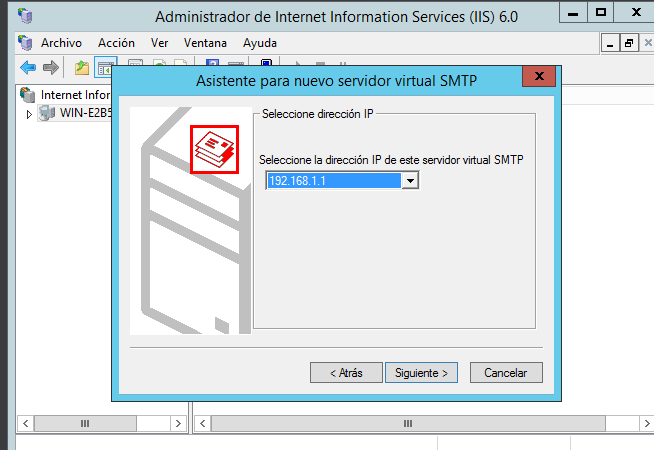 Administrador de Internet Information Services (IIS) 6.0
Archivo Acción Ver Ventana Ayuda
Asistente para nuevo servidor virtual SMTP
Internet Infor
WIN-E2B5
Seleccione dirección IP
Seleccione la dirección IP de este servidor virtual SMTP
192.168.1.1
< Atrás Siguiente > Cancelar